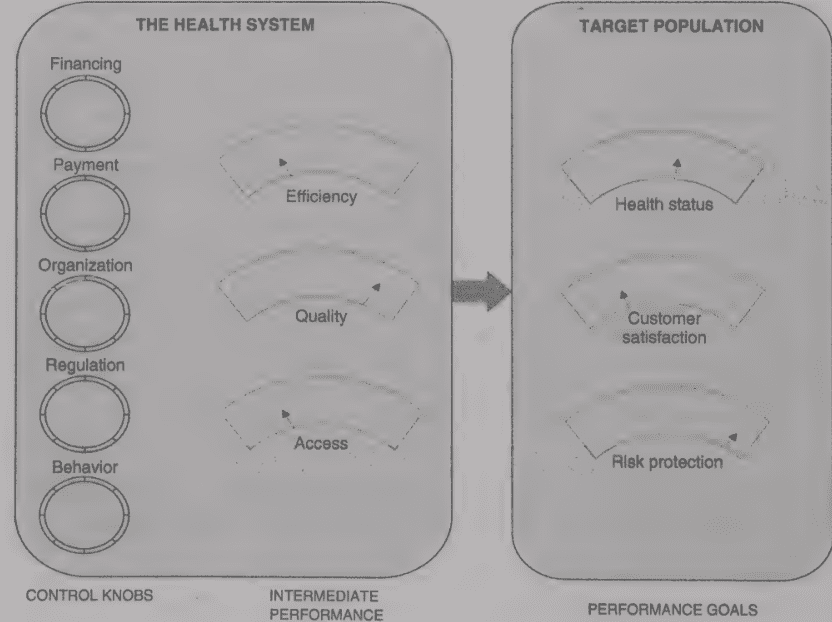 THE HEALTH SYSTEM
Financing
Payment
Organization
Regulation
Behavior
Efficiency
Quality
Access
CONTROL KNOBS
INTERMEDIATE
PERFORMANCE
TARGET POPULATION
Health status
Customer
satisfaction
Risk protection
PERFORMANCE GOALS